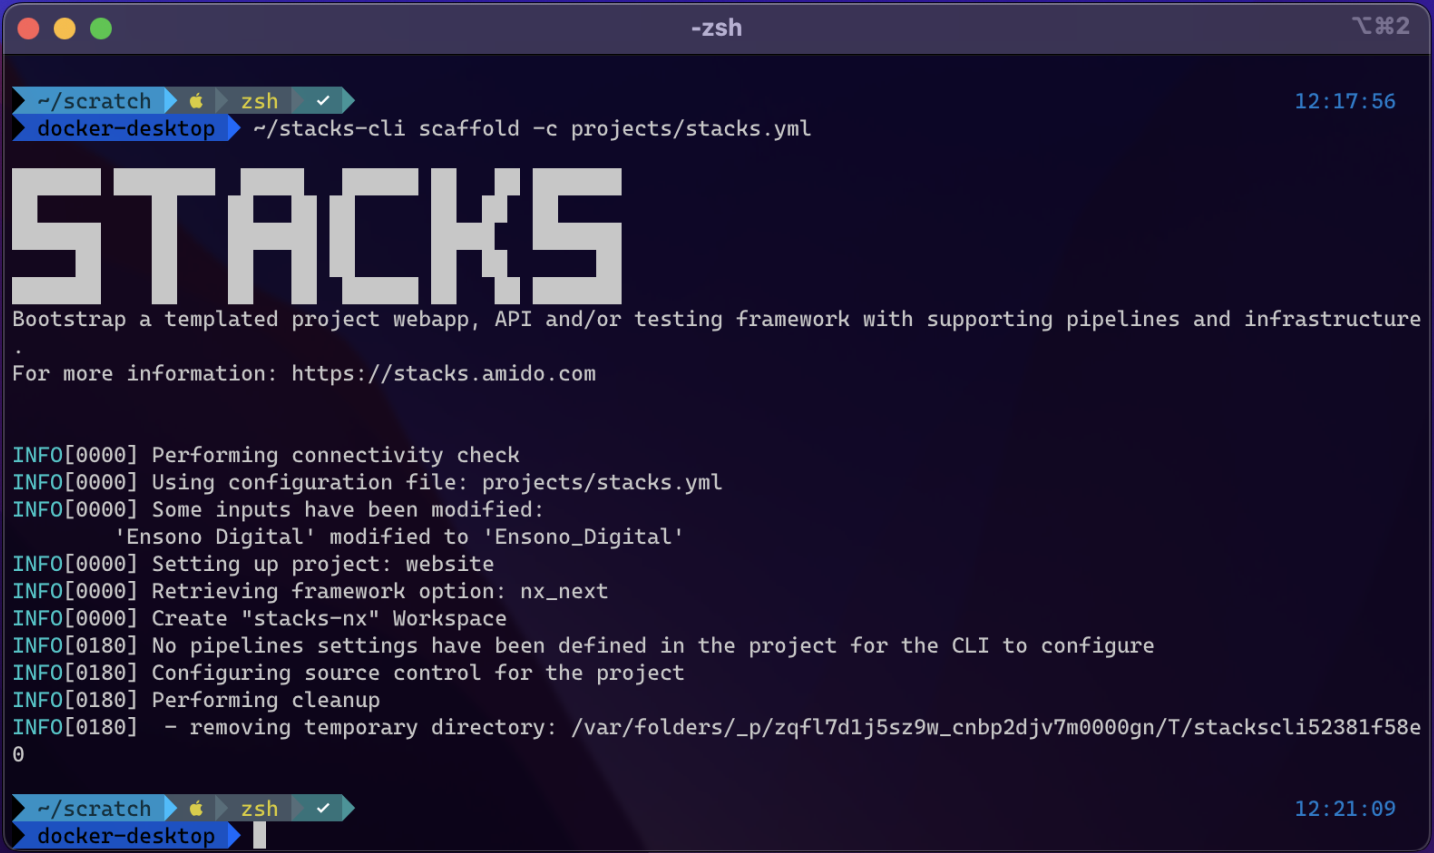 -zsh
⌥⌘2
~/scratch zsh ✓ 12:17:56
docker-desktop ~/stacks-cli scaffold -c projects/stacks.yml
STACKS
Bootstrap a templated project webapp, API and/or testing framework with supporting pipelines and infrastructure
.
For more information: https://stacks.amido.com
INFO[0000] Performing connectivity check
INFO[0000] Using configuration file: projects/stacks.yml
INFO[0000] Some inputs have been modified:
'Ensono Digital' modified to 'Ensono_Digital'
INFO[0000] Setting up project: website
INFO[0000] Retrieving framework option: nx_next
INFO[0000] Create "stacks-nx" Workspace
INFO[0180] No pipelines settings have been defined in the project for the CLI to configure
INFO[0180] Configuring source control for the project
INFO[0180] Performing cleanup
INFO[0180]  - removing temporary directory: /var/folders/_p/zqfl7d1j5sz9w_cnbp2djv7m0000gn/T/stackscli52381f58e
0
~/scratch zsh ✓ 12:21:09
docker-desktop